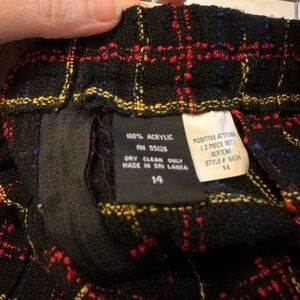 100% ACRYLIC
RN 55126
DRY CLEAN ONLY
MADE IN SRI LANKA
14
POSITIVE ATTITUDE
( 2 PIECE SET )
BOTTOM
STYLE # 6634
14